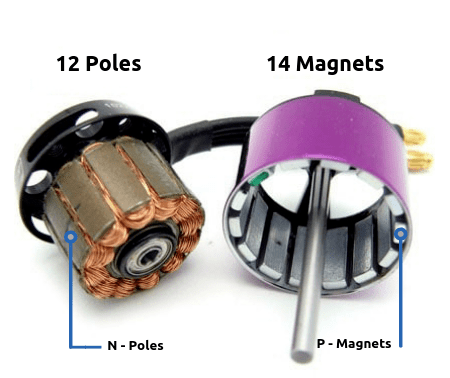 12 Poles
14 Magnets
N - Poles
P - Magnets